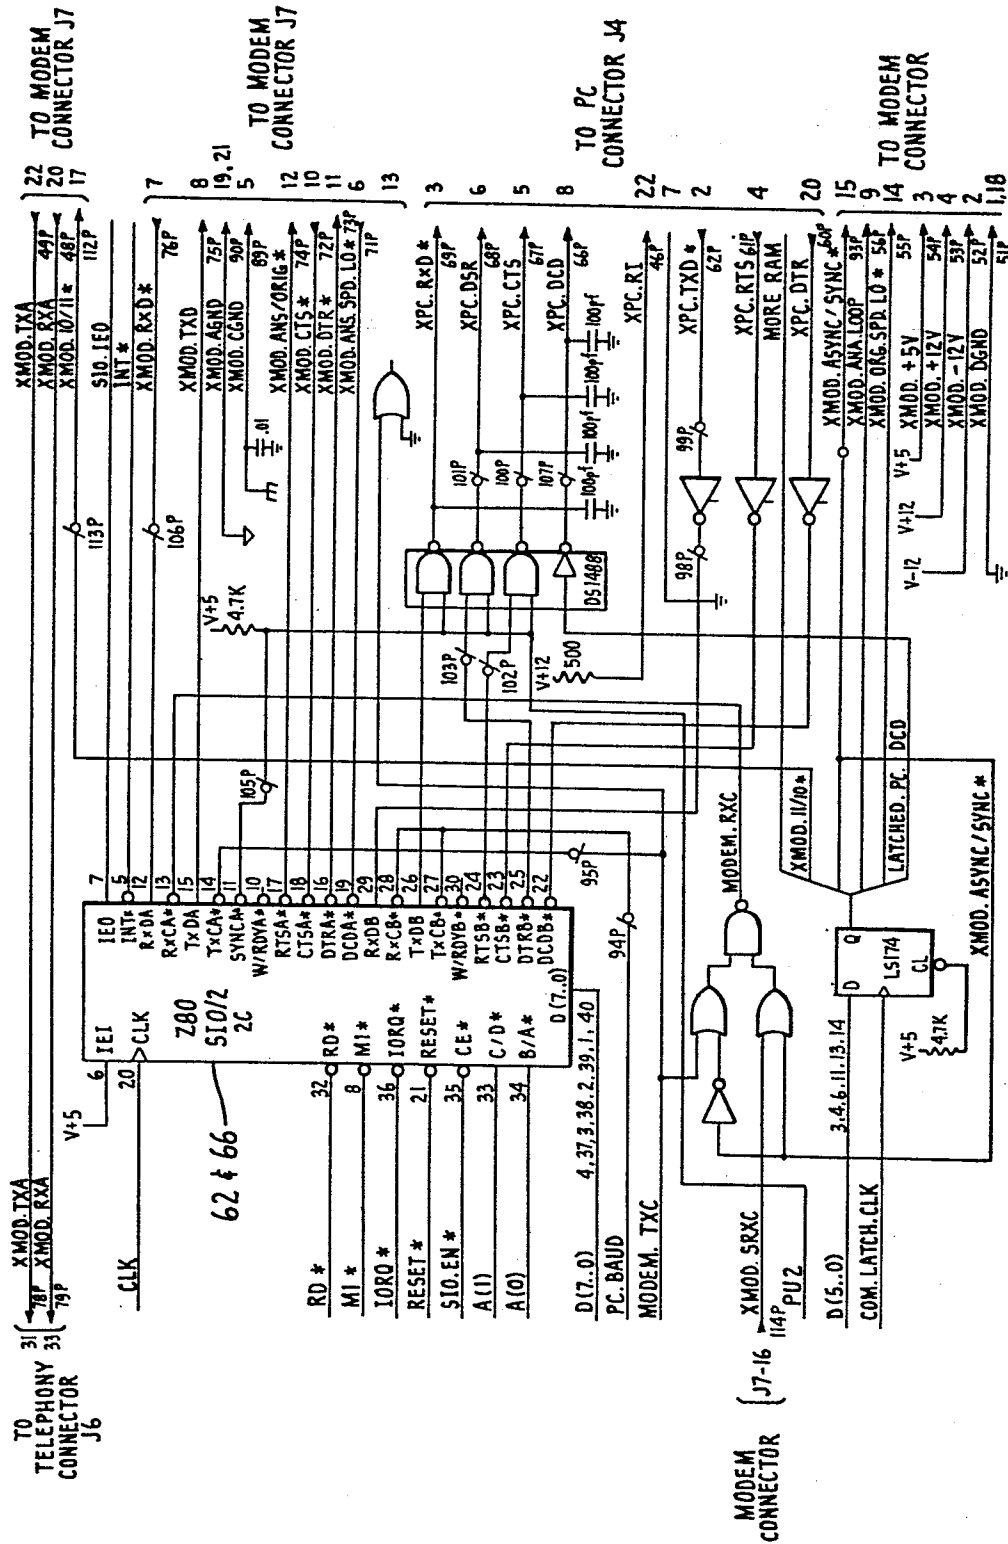 TO
TELEPHONY
CONNECTOR
J6
31
33
78P
79P
XMOD.TXA
XMOD.RXA
XMOD.TXA
XMOD.RXA
XMOD.10/11*
49P
48P
112P
22
20
17
TO MODEM
CONNECTOR J7
113P
SIO.IEO
INT*
XMOD.RxD*
76P
7
106P
XMOD.TXD
XMOD.AGND
XMOD.CGND
XMOD.ANS/ORIG*
XMOD.CTS*
XMOD.DTR*
XMOD.ANS.SPD.LO*
75P
90P
89P
74P
72P
73P
71P
8
19,21
5
12
10
11
6
13
TO MODEM
CONNECTOR J7
.01
V+5
4.7K
105P
V+5
6
IEI
CLK
20
CLK
Z80
SIO/2
2C
62 & 66
7
5
12
13
15
14
11
10
17
18
16
19
29
28
26
27
30
24
23
25
22
IEO
INT*
RxDA
RxCA*
TxDA
TxCA*
SYNCA*
W/RDYA*
RTSA*
CTSA*
DTRA*
DCDA*
RxDB
RxCB*
TxDB
TxCB*
W/RDYB*
RTSB*
CTSB*
DTRB*
DCDB*
D(7..0)
RD*
M1*
IORQ*
RESET*
SIO.EN*
A(1)
A(0)
32
8
36
21
35
33
34
RD*
M1*
IORQ*
RESET*
CE*
C/D*
B/A*
D(7..0)
4,37,3,38,2,39,1,40
PC.BAUD
94P
MODEM.TXC
95P
101P
100P
107P
103P
102P
DS1488
100pf
100pf
100pf
100pf
V+12
500
XPC.RxD*
XPC.DSR
XPC.CTS
XPC.DCD
69P
68P
67P
66P
3
6
5
8
XPC.RI
46P
22
7
XPC.TXD*
62P
2
99P
98P
XPC.RTS
61P
4
MORE RAM
XPC.DTR
60P
20
TO PC
CONNECTOR J4
MODEM
CONNECTOR
J7-16
114P
XMOD.SRXC
PU2
MODEM.RXC
XMOD.11/10*
LATCHED.PC.DCD
XMOD.ASYNC/SYNC*
D(5..0)
3,4,6,11,13,14
COM.LATCH.CLK
D
Q
LS174
CL
V+5
4.7K
XMOD.ASYNC/SYNC*
XMOD.ANA.LOOP
XMOD.ORG.SPD.LO*
93P
56P
55P
15
9
14
V+5
V+12
V-12
XMOD.+5V
XMOD.+12V
XMOD.-12V
XMOD.DGND
54P
53P
52P
51P
3
4
2
1,18
TO MODEM
CONNECTOR